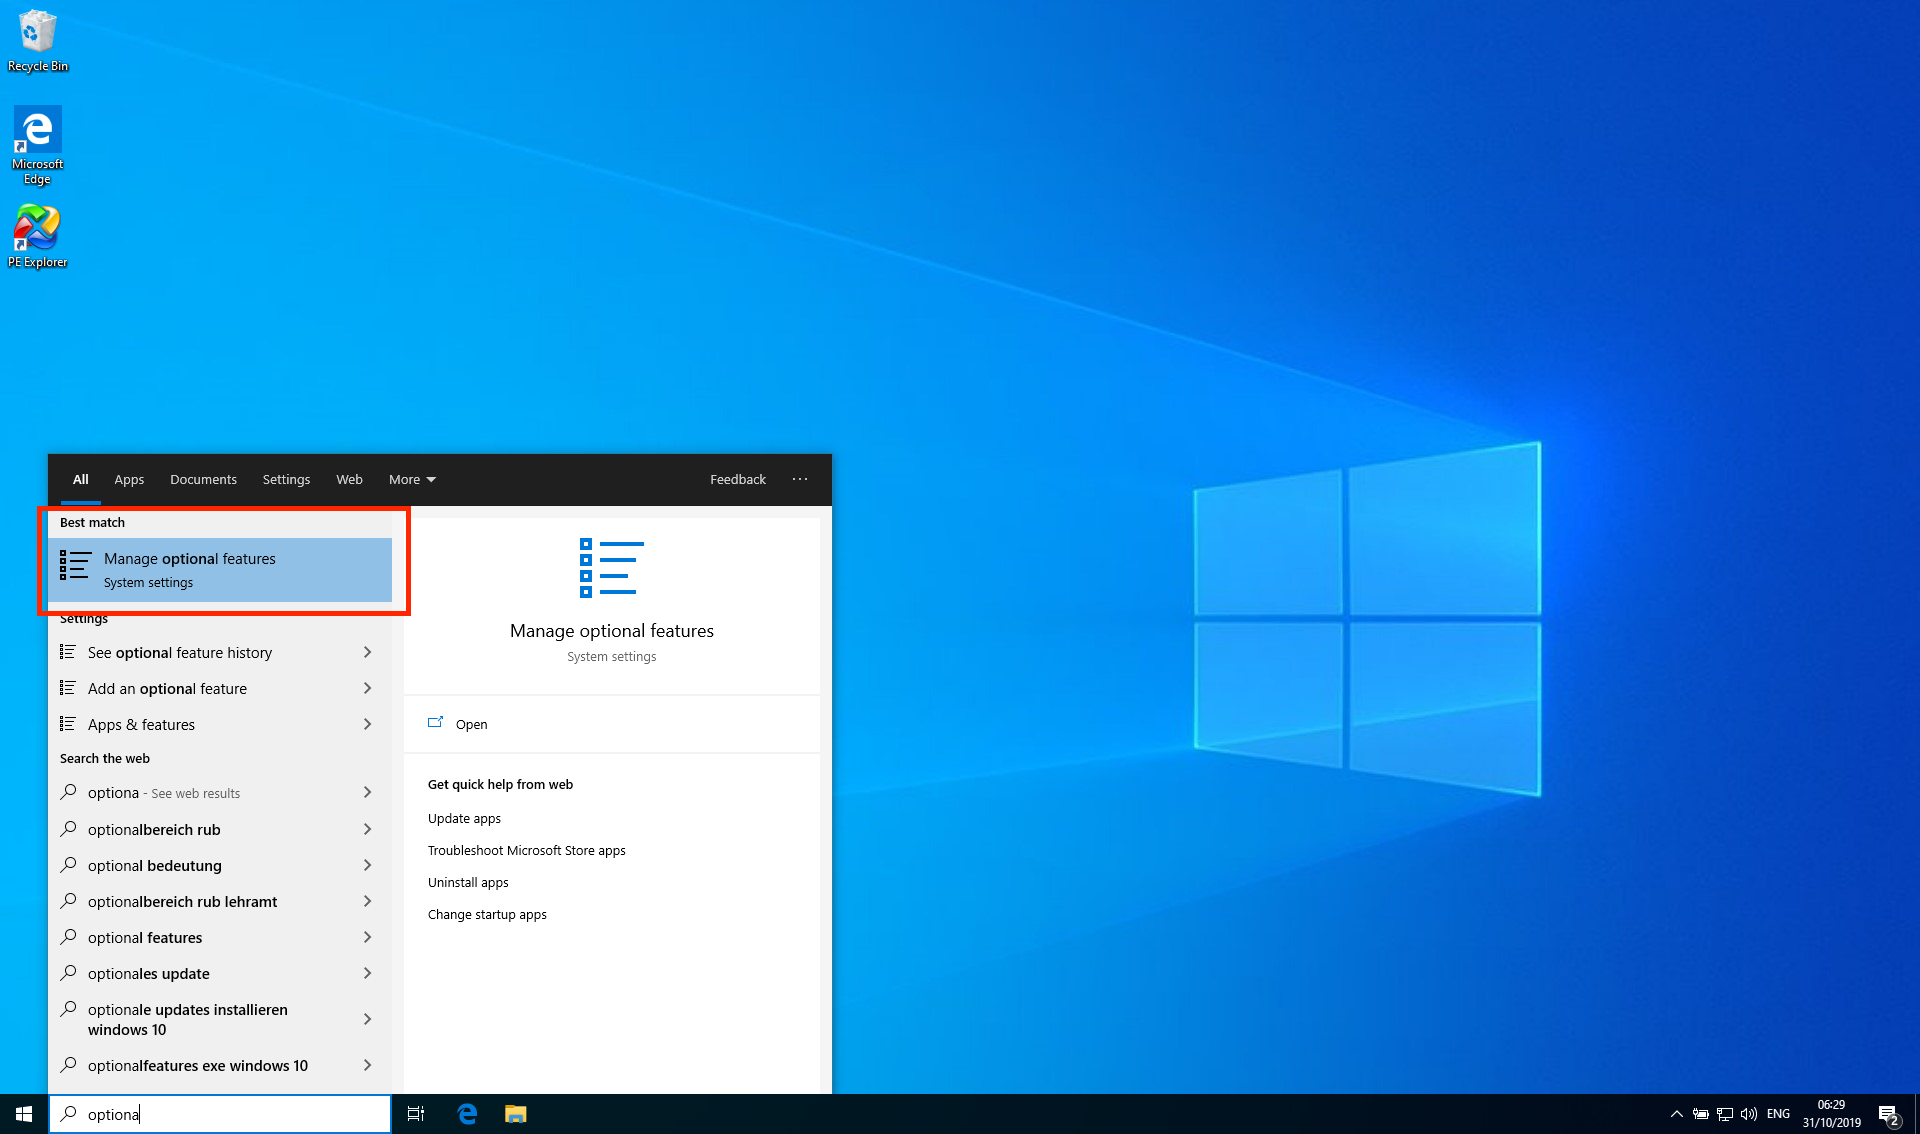 Recycle Bin
Microsoft
Edge
PE Explorer
All Apps Documents Settings Web More Feedback ...
Best match
Manage optional features
System settings
Settings
See optional feature history
Add an optional feature
Apps & features
Search the web
optiona - See web results
optionalbereich rub
optional bedeutung
optionalbereich rub lehramt
optional features
optionales update
optionale updates installieren
windows 10
optionalfeatures exe windows 10
Manage optional features
System settings
Open
Get quick help from web
Update apps
Troubleshoot Microsoft Store apps
Uninstall apps
Change startup apps
optiona
ENG
06:29
31/10/2019
2